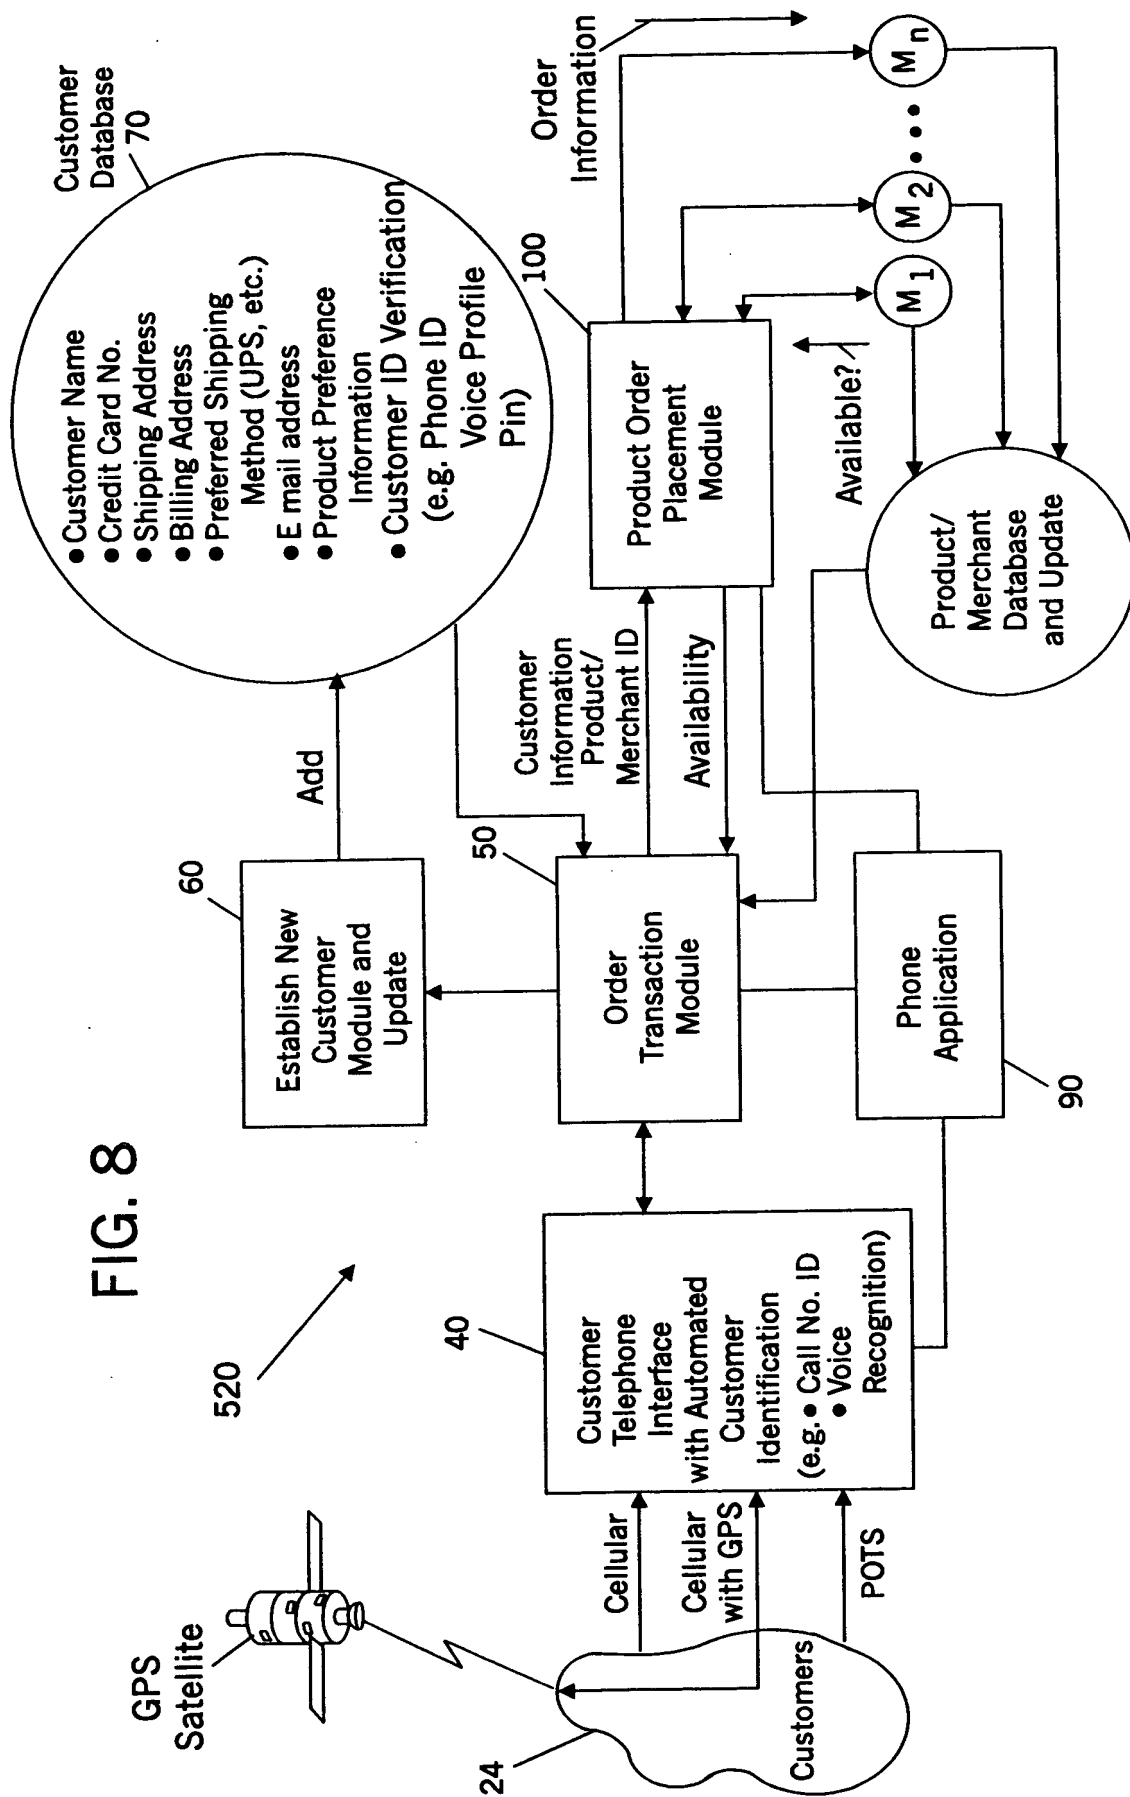 FIG. 8
520
GPS
Satellite
24
Customers
Cellular
Cellular
with GPS
POTS
40
Customer
Telephone
Interface
with Automated
Customer
Identification
(e.g. • Call No. ID
• Voice
Recognition)
60
Establish New
Customer
Module and
Update
Add
50
Order
Transaction
Module
90
Phone
Application
Customer
Database
70
• Customer Name
• Credit Card No.
• Shipping Address
• Billing Address
• Preferred Shipping
Method (UPS, etc.)
• E mail address
• Product Preference
Information
• Customer ID Verification
(e.g. Phone ID
Voice Profile
Pin)
Customer
Information
Product/
Merchant ID
Availability
100
Product Order
Placement
Module
Order
Information
Available?
M1
M2
Mn
Product/
Merchant
Database
and Update